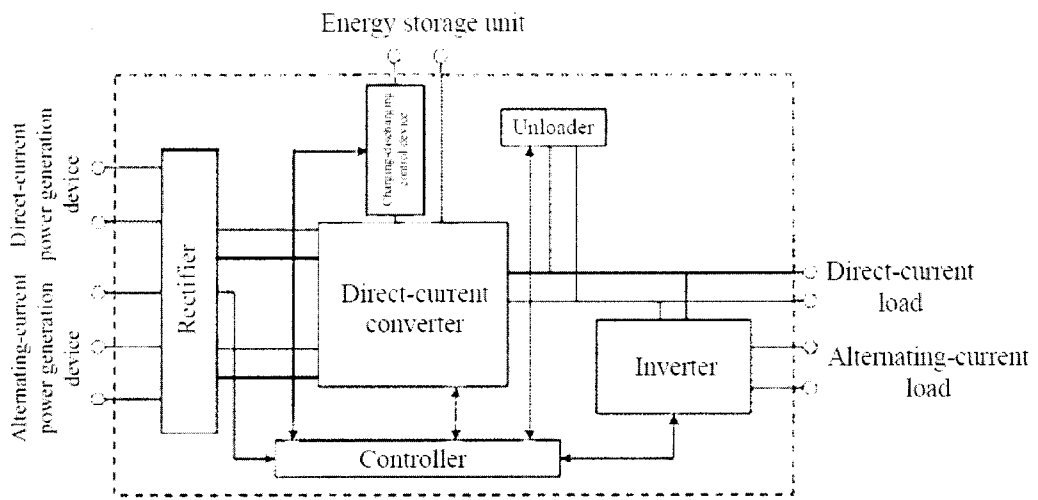 Energy storage unit
Charging-discharging
control device
Unloader
Direct-current
power generation
device
Alternating-current
power generation
device
Rectifier
Direct-current
converter
Direct-current
load
Inverter
Alternating-current
load
Controller